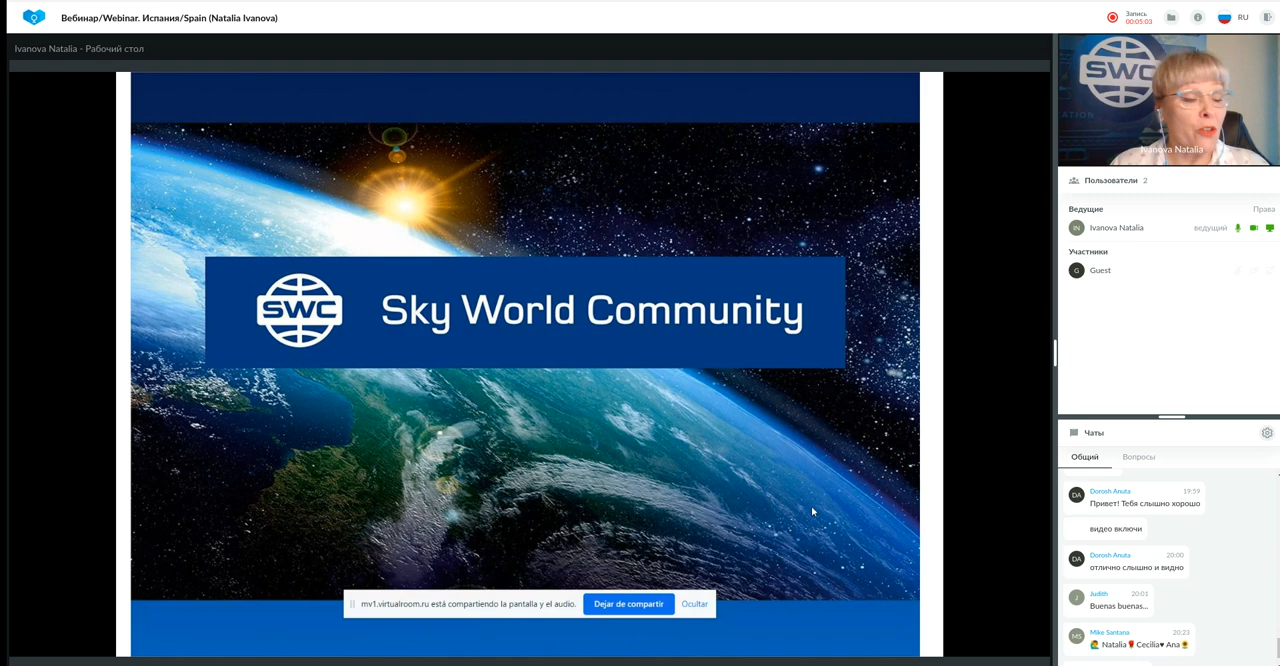 Вебинар/Webinar. Испания/Spain (Natalia Ivanova)
Запись
00:05:03
RU
Ivanova Natalia - Рабочий стол
SWC
Sky World Community
mv1.virtualroom.ru está compartiendo la pantalla y el audio.
Dejar de compartir
Ocultar
SWC
Ivanova Natalia
Пользователи 2
Ведущие
Права
IN
Ivanova Natalia
ведущий
Участники
G
Guest
Чаты
Общий
Вопросы
DA
Dorosh Anuta
19:59
Привет! Тебя слышно хорошо
видео включи
DA
Dorosh Anuta
20:00
отлично слышно и видно
J
Judith
20:01
Buenas buenas...
MS
Mike Santana
20:23
🙋‍♂️ Natalia🌹Cecilia♥ Ana🌻